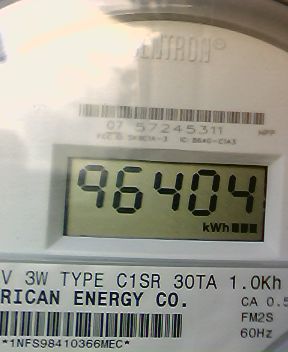 CENTRON®
07 57245311
96404
kWh
V 3W TYPE C1SR 30TA 1.0Kh
RICAN ENERGY CO.
CA 0.5
FM2S
60Hz
*1NFS98410366MEC*